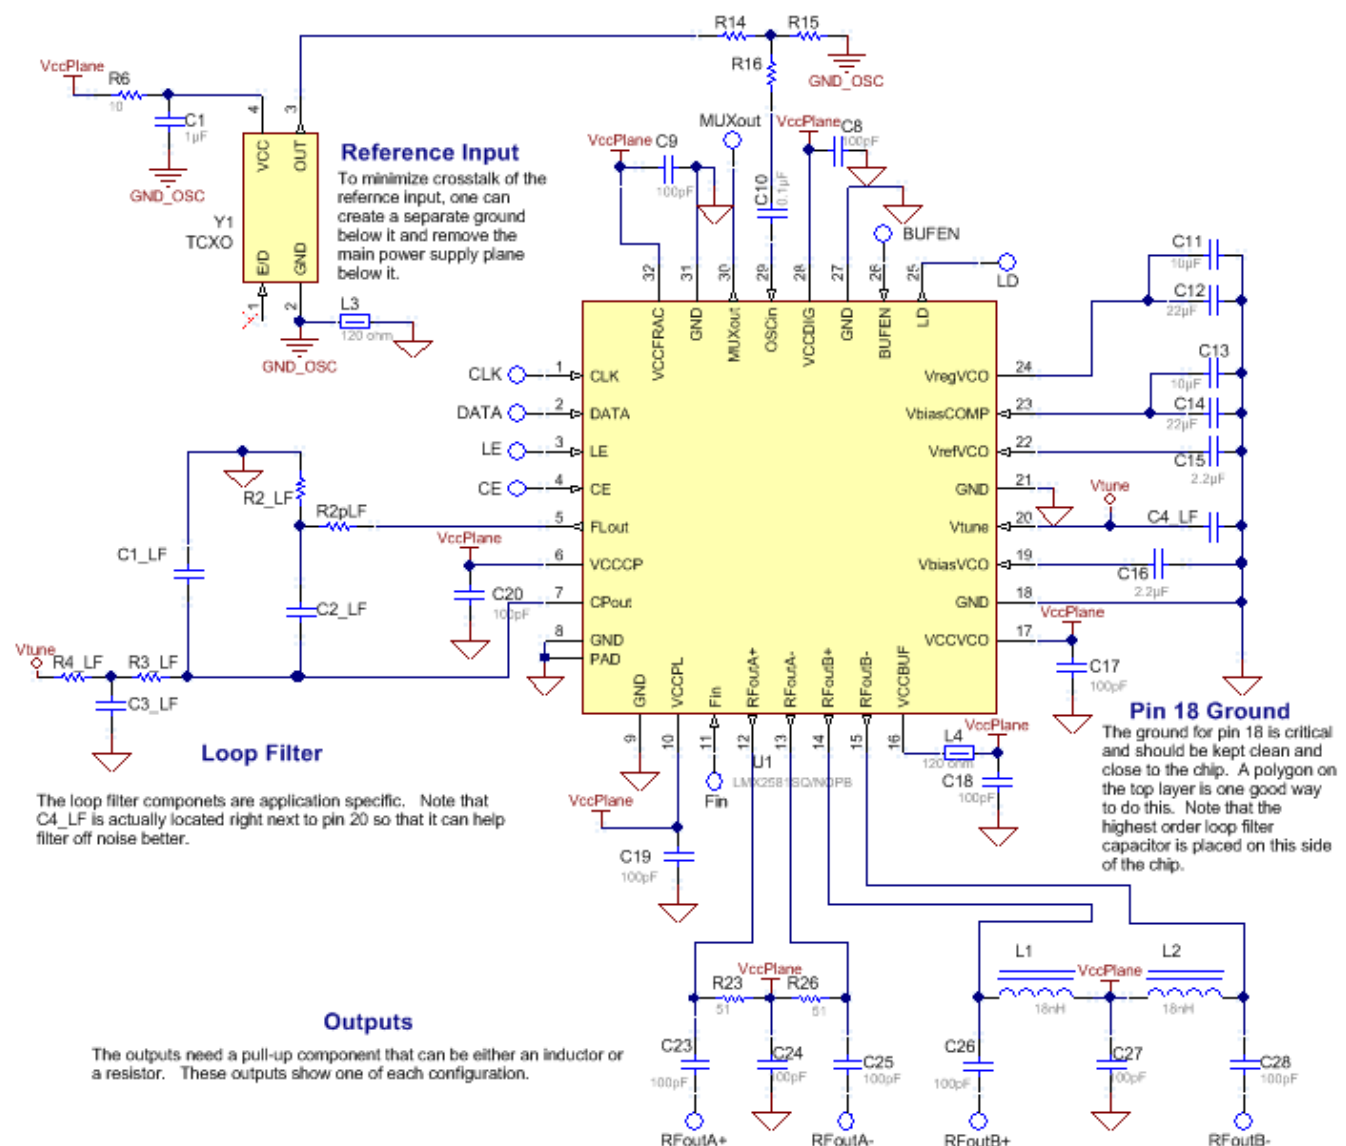 R14
R15
R16
GND_OSC
VccPlane
R6
10
C1
1µF
GND_OSC
4
3
VCC
OUT
Y1
TCXO
E/D
GND
1
2
L3
120 ohm
GND_OSC
Reference Input
To minimize crosstalk of the
refernce input, one can
create a separate ground
below it and remove the
main power supply plane
below it.
MUXout
VccPlane
C9
100pF
VccPlane
C8
100pF
C10
0.1µF
BUFEN
LD
32
31
30
29
28
27
26
25
VCCFRAC
GND
MUXout
OSCin
VCCDIG
GND
BUFEN
LD
CLK
1
CLK
DATA
2
DATA
LE
3
LE
CE
4
CE
5
FLout
VccPlane
6
VCCCP
C20
100pF
7
CPout
8
GND
PAD
VregVCO
24
VbiasCOMP
23
VrefVCO
22
GND
21
Vtune
20
VbiasVCO
19
GND
18
VCCVCO
17
C11
10µF
C12
22µF
C13
10µF
C14
22µF
C15
2.2µF
Vtune
C4_LF
C16
2.2µF
VccPlane
C17
100pF
R2_LF
R2pLF
C1_LF
C2_LF
Vtune
R4_LF
R3_LF
C3_LF
Loop Filter
The loop filter componets are application specific. Note that
C4_LF is actually located right next to pin 20 so that it can help
filter off noise better.
GND
VCCPL
Fin
RFoutA+
RFoutA-
RFoutB+
RFoutB-
VCCBUF
9
10
11
12
13
14
15
16
U1
LMX2581SQ/NOPB
Fin
VccPlane
C19
100pF
L4
120 ohm
VccPlane
C18
100pF
Pin 18 Ground
The ground for pin 18 is critical
and should be kept clean and
close to the chip. A polygon on
the top layer is one good way
to do this. Note that the
highest order loop filter
capacitor is placed on this side
of the chip.
Outputs
The outputs need a pull-up component that can be either an inductor or
a resistor. These outputs show one of each configuration.
VccPlane
R23
51
R26
51
C23
100pF
C24
100pF
C25
100pF
RFoutA+
RFoutA-
L1
18nH
VccPlane
L2
18nH
C26
100pF
C27
100pF
C28
100pF
RFoutB+
RFoutB-